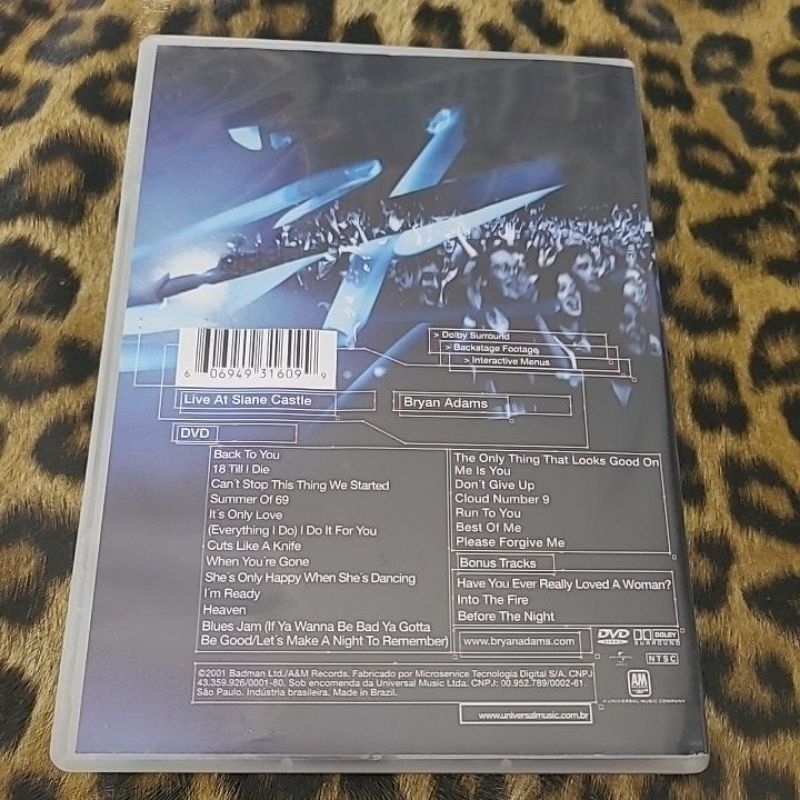 > Dolby Surround
> Backstage Footage
> Interactive Menus
6 06949 31609 9
Live At Slane Castle
Bryan Adams
DVD
Back To You
18 Till I Die
Can't Stop This Thing We Started
Summer Of 69
It's Only Love
(Everything I Do) I Do It For You
Cuts Like A Knife
When You're Gone
She's Only Happy When She's Dancing
I'm Ready
Heaven
Blues Jam (If Ya Wanna Be Bad Ya Gotta
Be Good/Let's Make A Night To Remember)
The Only Thing That Looks Good On
Me Is You
Don't Give Up
Cloud Number 9
Run To You
Best Of Me
Please Forgive Me
Bonus Tracks
Have You Ever Really Loved A Woman?
Into The Fire
Before The Night
www.bryanadams.com
DVD
DOLBY
SURROUND
UNIVERSAL
NTSC
©2001 Badman Ltd./A&M Records. Fabricado por Microservice Tecnologia Digital S/A. CNPJ
43.359.926/0001-80. Sob encomenda da Universal Music Ltda. CNPJ: 00.952.789/0002-61.
São Paulo. Indústria brasileira. Made in Brazil.
AM
A UNIVERSAL MUSIC COMPANY
www.universalmusic.com.br